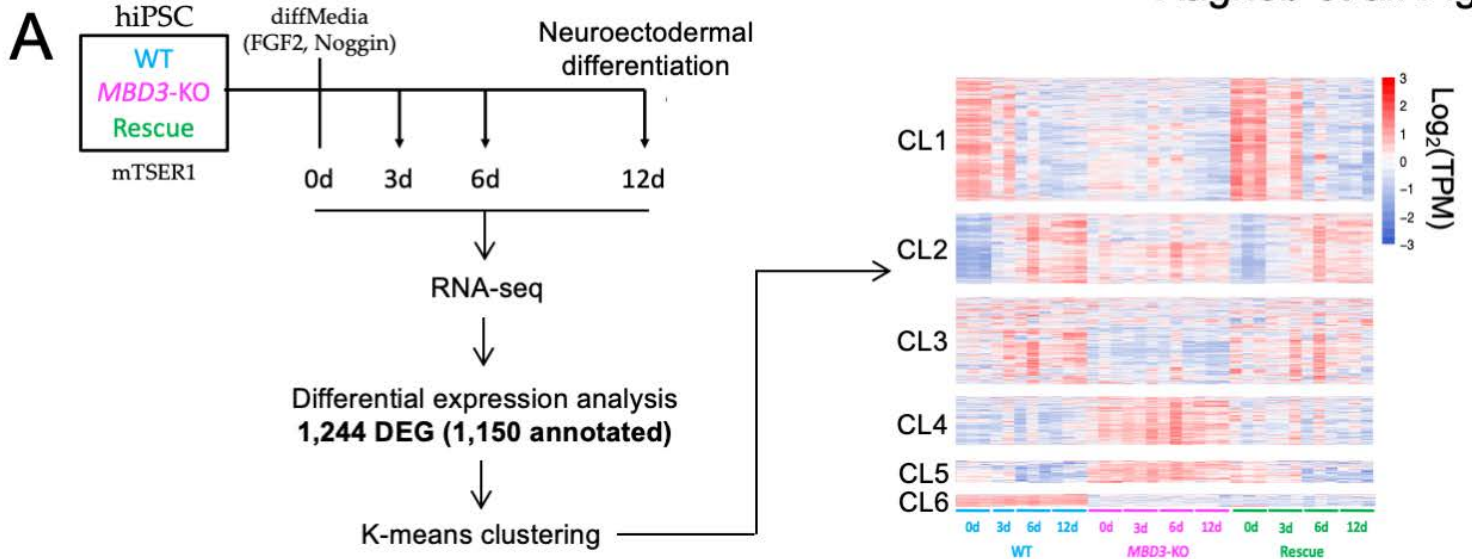 A
hiPSC
WT
MBD3-KO
Rescue
mTSER1
diffMedia
(FGF2, Noggin)
Neuroectodermal
differentiation
0d 3d 6d 12d
RNA-seq
Differential expression analysis
1,244 DEG (1,150 annotated)
K-means clustering
CL1
CL2
CL3
CL4
CL5
CL6
3
2
1
0
-1
-2
-3
Log2(TPM)
0d 3d 6d 12d 0d 3d 6d 12d 0d 3d 6d 12d
WT MBD3-KO Rescue